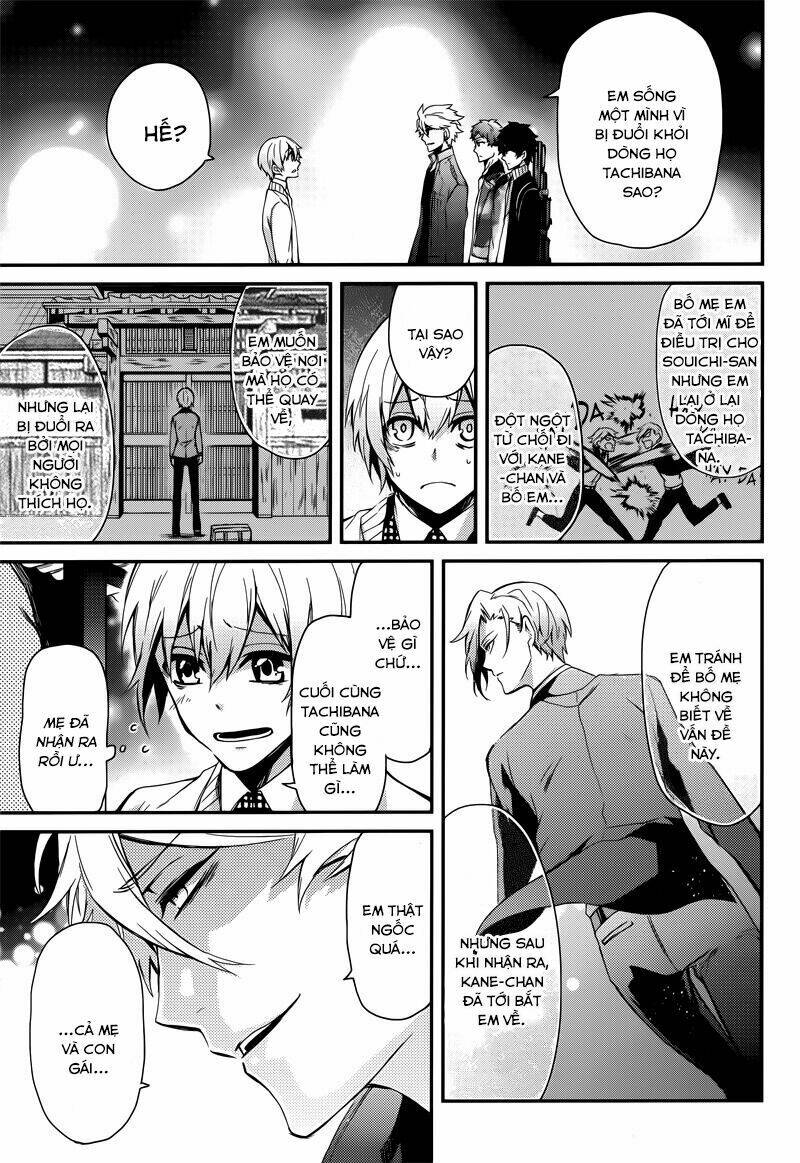 EM SỐNG
MỘT MÌNH VÌ
BỊ ĐUỔI KHỎI
DÒNG HỌ
TACHIBANA
SAO?
HẾ?
BỐ MẸ EM
ĐÃ TỚI MĨ ĐỂ
ĐIỀU TRỊ CHO
SOUICHI-SAN
NHƯNG EM
LẠI Ở LẠI
DÒNG HỌ
TACHIBA-
NA.
ĐỘT NGỘT
TỪ CHỐI ĐI
VỚI KANE
-CHAN VÀ
BỐ EM...
TẠI SAO
VẬY?
EM MUỐN
BẢO VỆ NƠI
MÀ HỌ CÓ
THỂ QUAY
VỀ,
NHƯNG LẠI
BỊ ĐUỔI RA
BỞI MỌI
NGƯỜI
KHÔNG
THÍCH HỌ.
EM TRÁNH
ĐỂ BỐ MẸ
KHÔNG
BIẾT VỀ
VẤN ĐỀ
NÀY.
NHƯNG SAU
KHI NHẬN RA,
KANE-CHAN
ĐÃ TỚI BẮT
EM VỀ.
...BẢO
VỆ GÌ
CHỨ...
CUỐI CÙNG
TACHIBANA
CŨNG
KHÔNG
THỂ LÀM
GÌ...
MẸ ĐÃ
NHẬN RA
RỒI Ư...
EM THẬT
NGỐC
QUÁ...
...CẢ MẸ
VÀ CON
GÁI...